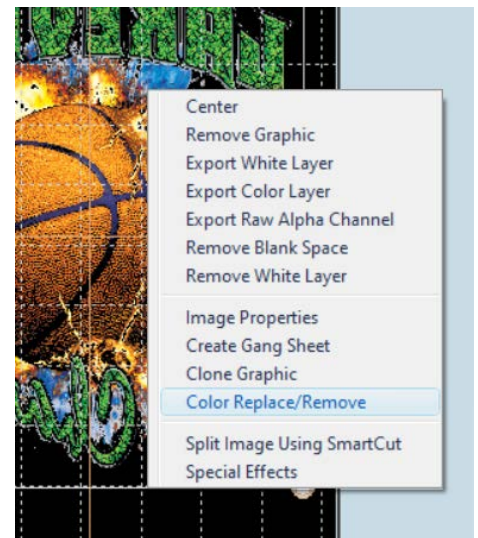 Center
Remove Graphic
Export White Layer
Export Color Layer
Export Raw Alpha Channel
Remove Blank Space
Remove White Layer
Image Properties
Create Gang Sheet
Clone Graphic
Color Replace/Remove
Split Image Using SmartCut
Special Effects